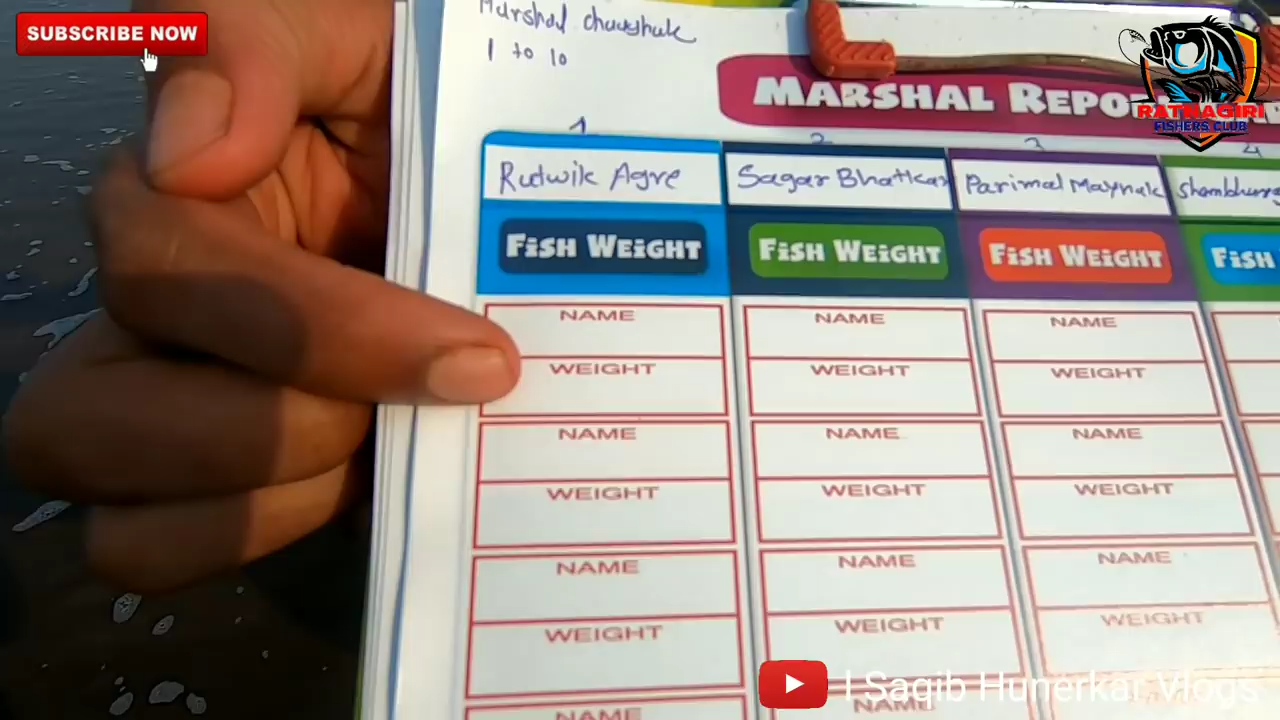 SUBSCRIBE NOW
Marshal
1 to 10
MARSHAL REPO
RATNAGIRI
FISHERS CLUB
1 2 3 4
Rutwik Agre Sagar Bhatkar Parimal Maynak
FiSH WEiGHT FiSH WEiGHT FiSH WEiGHT FiSH
NAME NAME NAME
WEIGHT WEIGHT WEIGHT
NAME NAME NAME
WEIGHT WEIGHT WEIGHT
NAME NAME NAME
WEIGHT WEIGHT WEIGHT
NAME NAME
I Saqib Hunerkar Vlogs